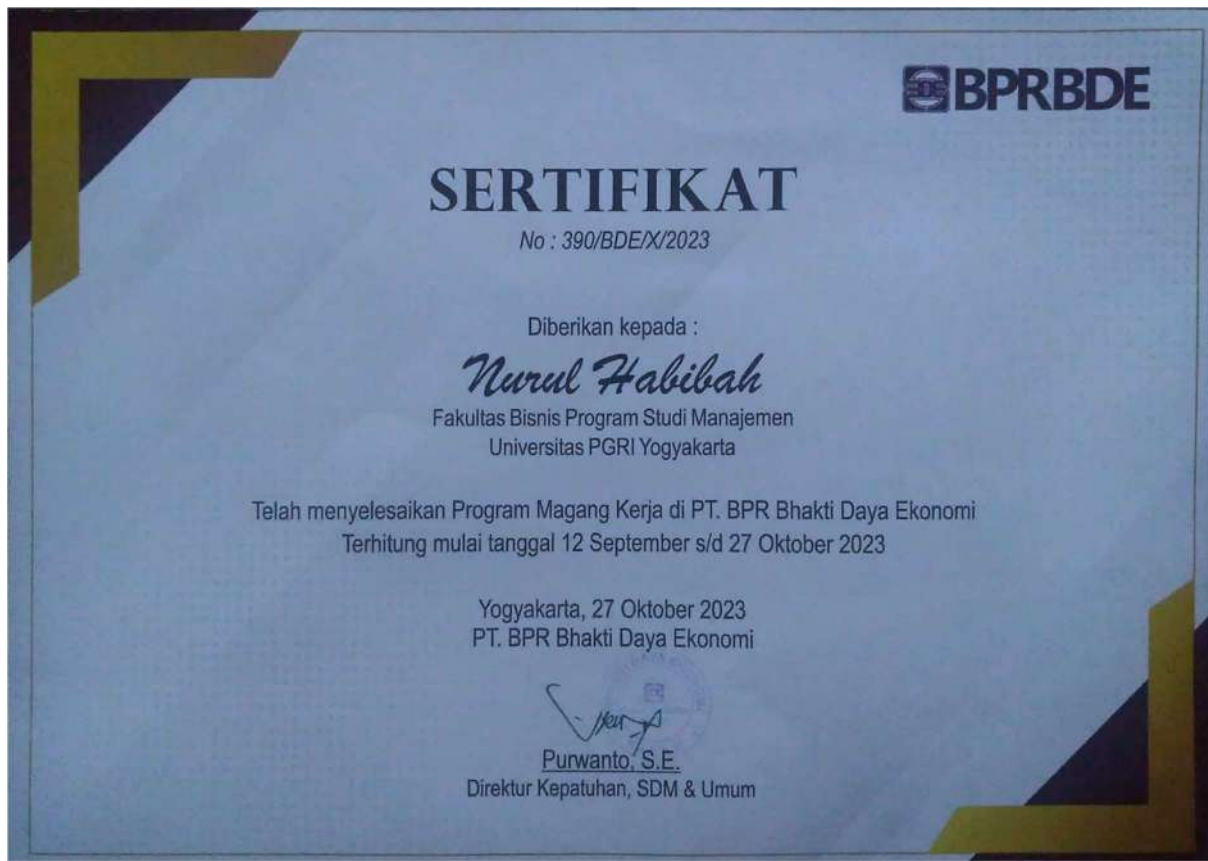 BPRBDE
SERTIFIKAT
No : 390/BDE/X/2023
Diberikan kepada :
Nurul Habibah
Fakultas Bisnis Program Studi Manajemen
Universitas PGRI Yogyakarta
Telah menyelesaikan Program Magang Kerja di PT. BPR Bhakti Daya Ekonomi
Terhitung mulai tanggal 12 September s/d 27 Oktober 2023
Yogyakarta, 27 Oktober 2023
PT. BPR Bhakti Daya Ekonomi
Purwanto, S.E.
Direktur Kepatuhan, SDM & Umum